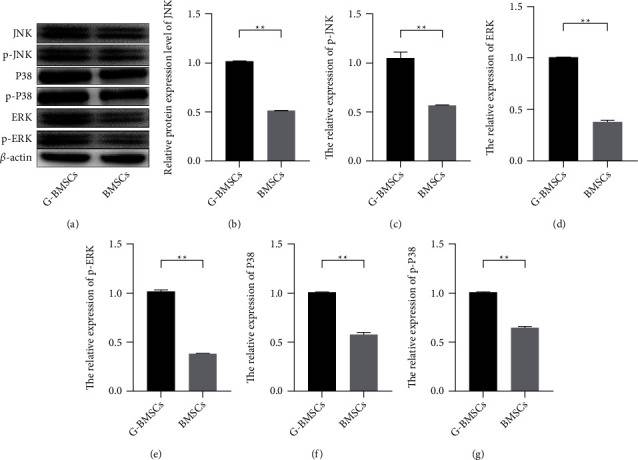 JNK
p-JNK
P38
p-P38
ERK
p-ERK
β-actin
G-BMSCs
BMSCs
(a)
Relative protein expression level of JNK
1.5
1.0
0.5
0.0
**
G-BMSCs
BMSCs
(b)
The relative expression of p-JNK
1.5
1.0
0.5
0.0
**
G-BMSCs
BMSCs
(c)
The relative expression of ERK
1.5
1.0
0.5
0.0
**
G-BMSCs
BMSCs
(d)
The relative expression of p-ERK
1.5
1.0
0.5
0.0
**
G-BMSCs
BMSCs
(e)
The relative expression of P38
1.5
1.0
0.5
0.0
**
G-BMSCs
BMSCs
(f)
The relative expression of p-P38
1.5
1.0
0.5
0.0
**
G-BMSCs
BMSCs
(g)